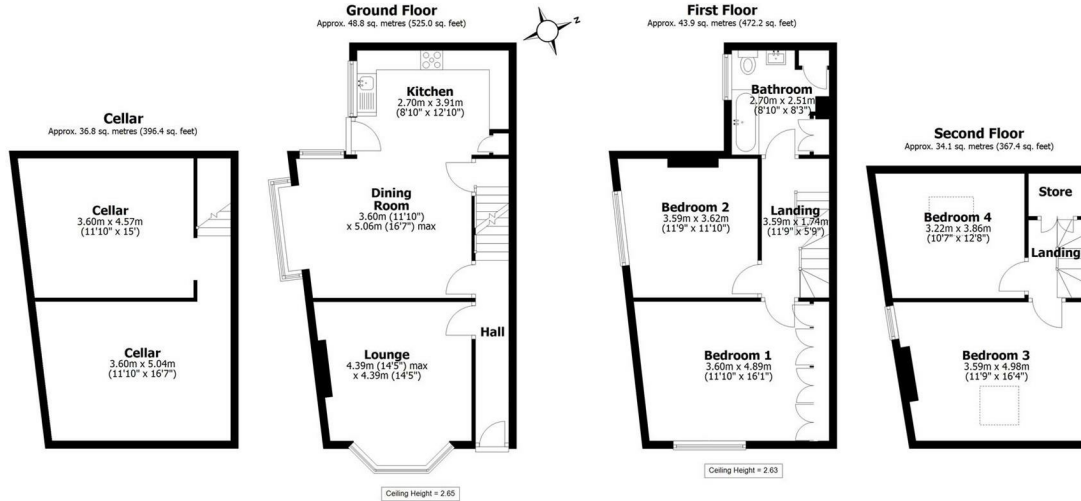 Cellar
Approx. 36.8 sq. metres (396.4 sq. feet)
Cellar
3.60m x 4.57m
(11'10" x 15')
Cellar
3.60m x 5.04m
(11'10" x 16'7")
Ground Floor
Approx. 48.8 sq. metres (525.0 sq. feet)
Z
Kitchen
2.70m x 3.91m
(8'10" x 12'10")
Dining
Room
3.60m (11'10")
x 5.06m (16'7") max
Lounge
4.39m (14'5") max
x 4.39m (14'5")
Hall
Ceiling Height = 2.65
First Floor
Approx. 43.9 sq. metres (472.2 sq. feet)
Bathroom
2.70m x 2.51m
(8'10" x 8'3")
Bedroom 2
3.59m x 3.62m
(11'9" x 11'10")
Landing
3.59m x 1.74m
(11'9" x 5'9")
Bedroom 1
3.60m x 4.89m
(11'10" x 16'1")
Ceiling Height = 2.63
Second Floor
Approx. 34.1 sq. metres (367.4 sq. feet)
Store
Bedroom 4
3.22m x 3.86m
(10'7" x 12'8")
Landing
Bedroom 3
3.59m x 4.98m
(11'9" x 16'4")